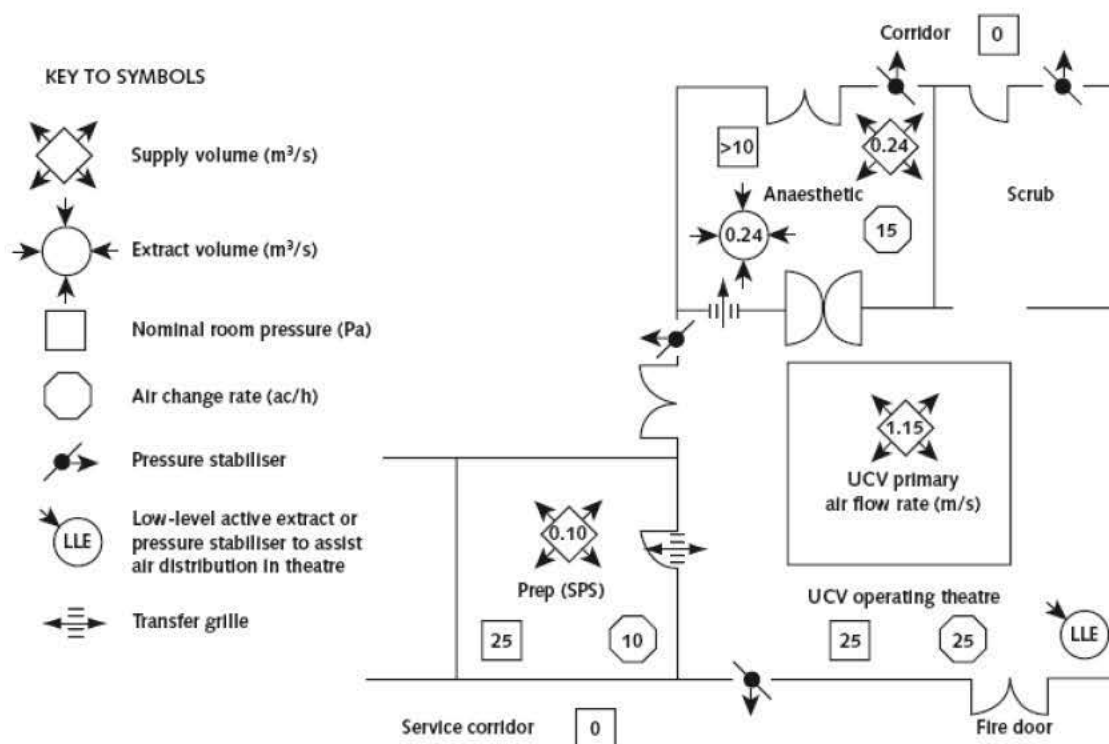 KEY TO SYMBOLS
Supply volume (m³/s)
Extract volume (m³/s)
Nominal room pressure (Pa)
Air change rate (ac/h)
Pressure stabiliser
LLE
Low-level active extract or
pressure stabiliser to assist
air distribution in theatre
Transfer grille
Corridor
0
>10
0.24
Anaesthetic
Scrub
0.24
15
1.15
UCV primary
air flow rate (m/s)
0.10
Prep (SPS)
25
10
UCV operating theatre
25
25
LLE
Service corridor
0
Fire door